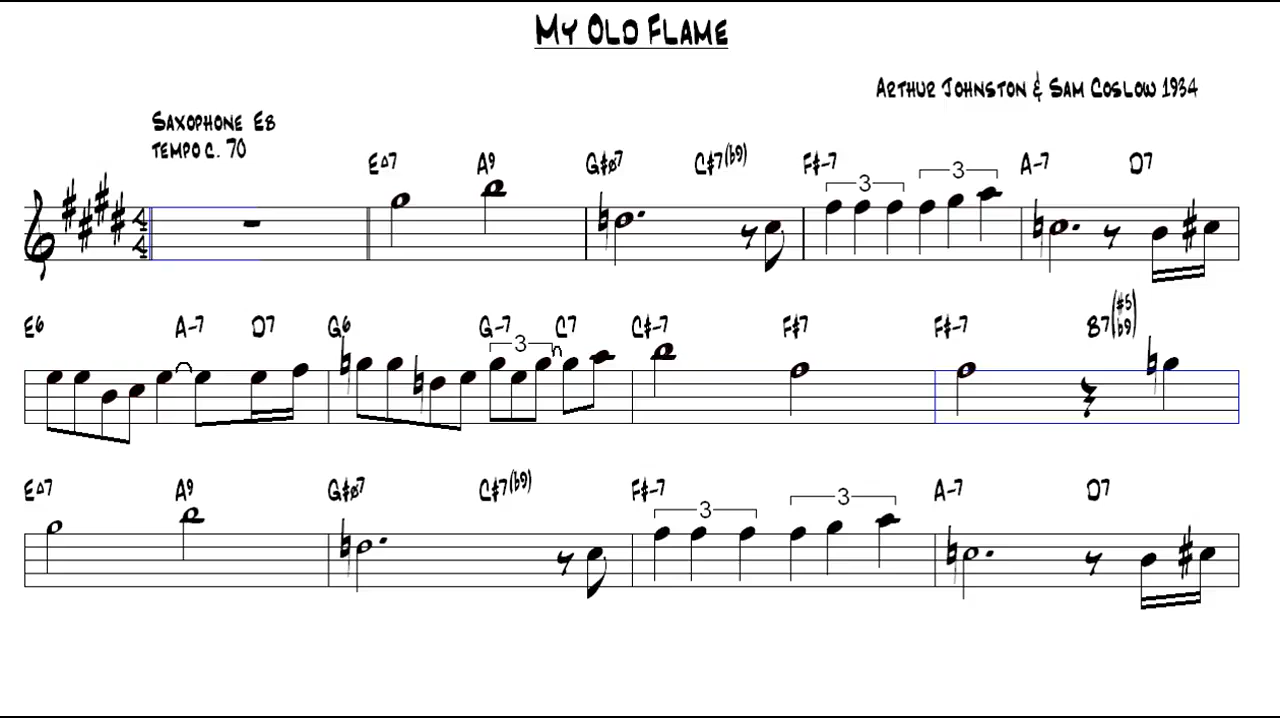 My Old Flame
Arthur Johnston & Sam Coslow 1934
Saxophone Eb
tempo c. 70
E∆7 A9 G#ø7 C#7(b9) F#-7 A-7 D7
3 3
4
4
E6 A-7 D7 G6 G-7 C7 C#-7 F#7 F#-7 B7(#5 b9)
3
E∆7 A9 G#ø7 C#7(b9) F#-7 A-7 D7
3 3